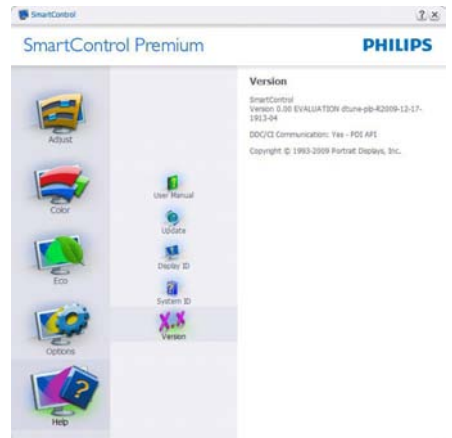 SmartControl
SmartControl Premium
PHILIPS
Adjust
Color
Eco
Options
Help
User Manual
Update
Display ID
System ID
X.X
Version
Version
SmartControl
Version 0.00 EVALUATION dtune-plp-R2009-12-17-
1913-04
DDC/CI Communication: Yes - PDI API
Copyright © 1993-2009 Portrait Displays, Inc.